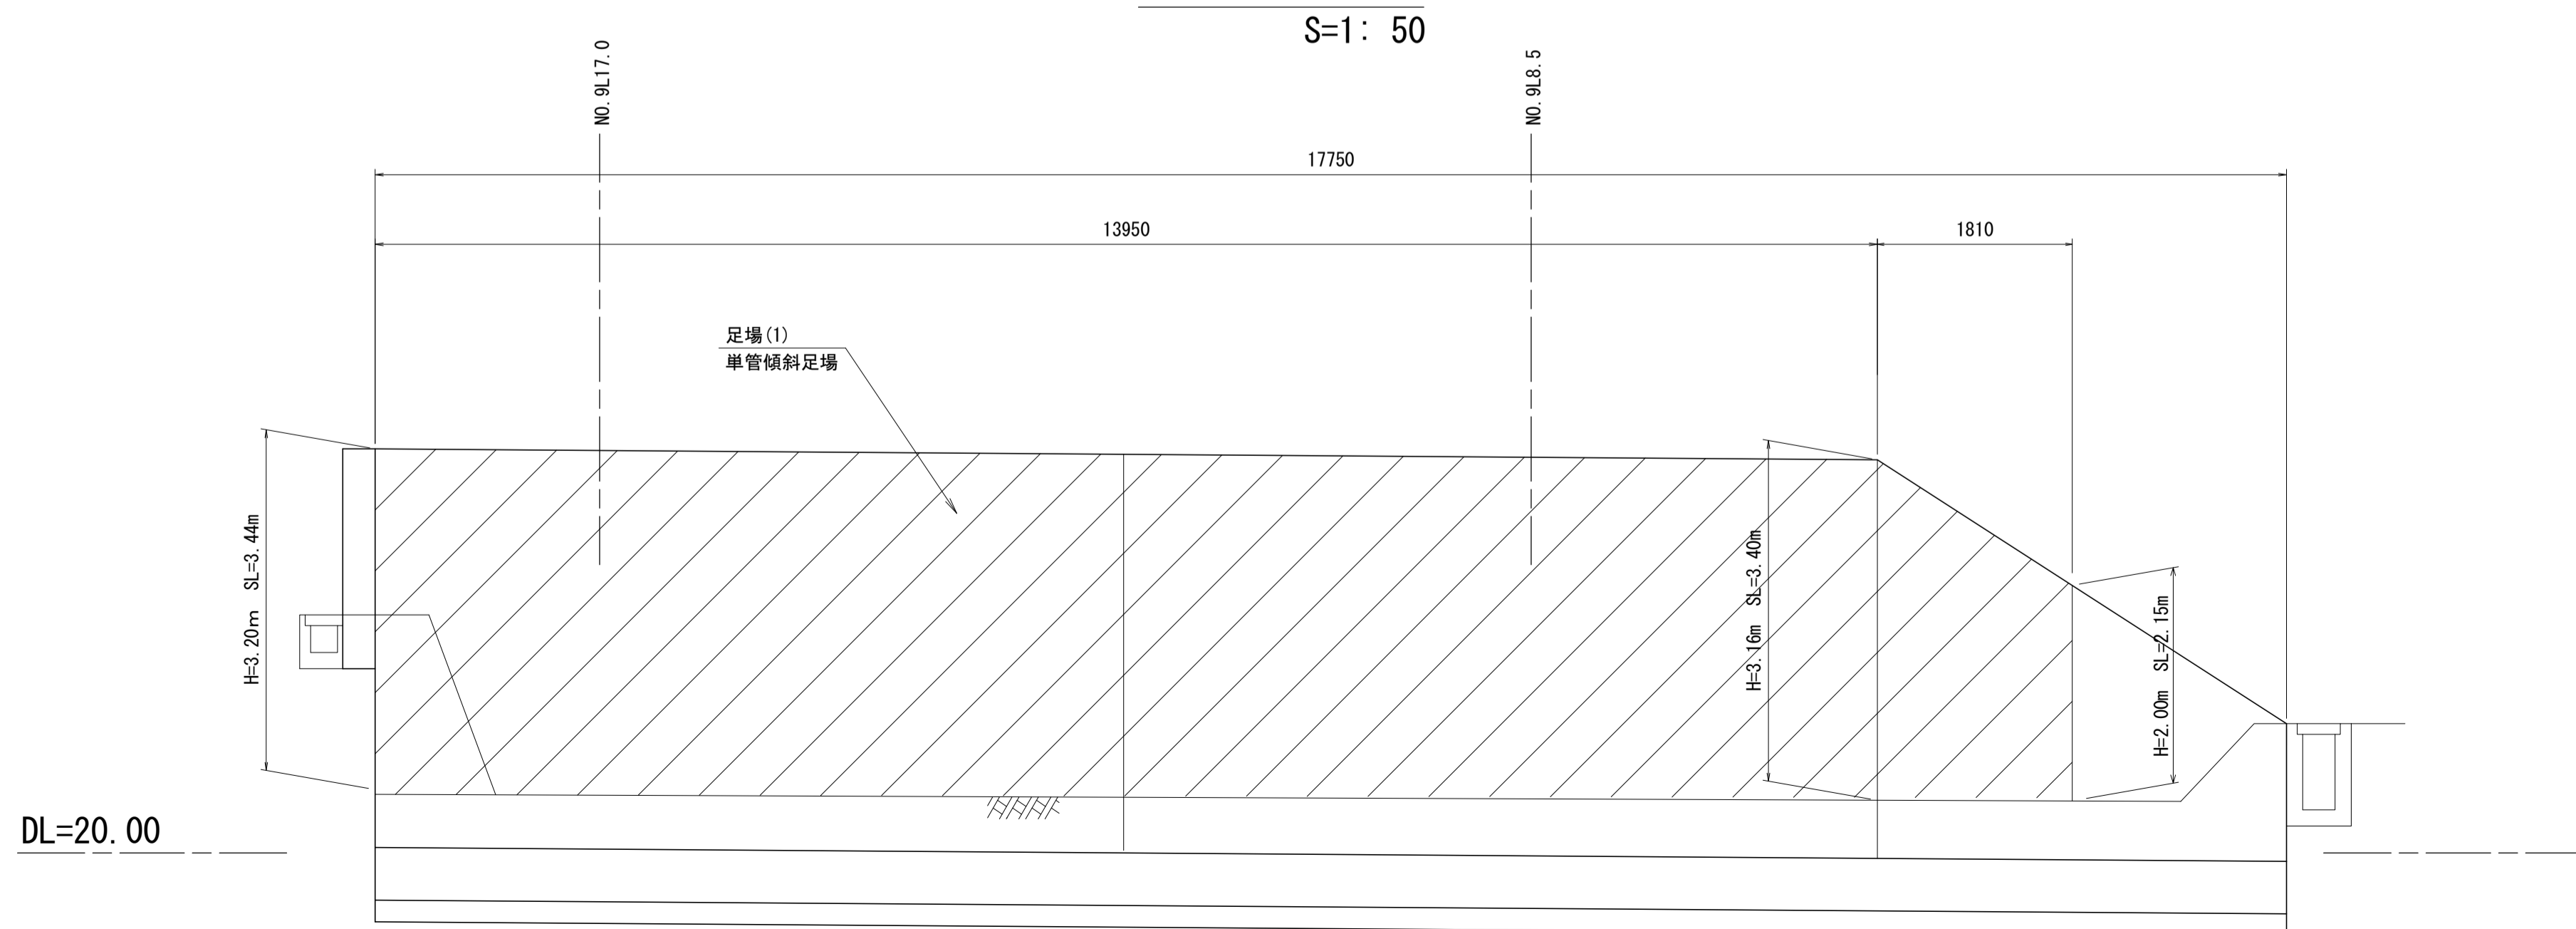 S=1: 50
NO.9L17.0
NO.9L8.5
17750
13950
1810
足場(1)
単管傾斜足場
H=3.20m SL=3.44m
H=3.16m SL=3.40m
H=2.00m SL=2.15m
DL=20.00